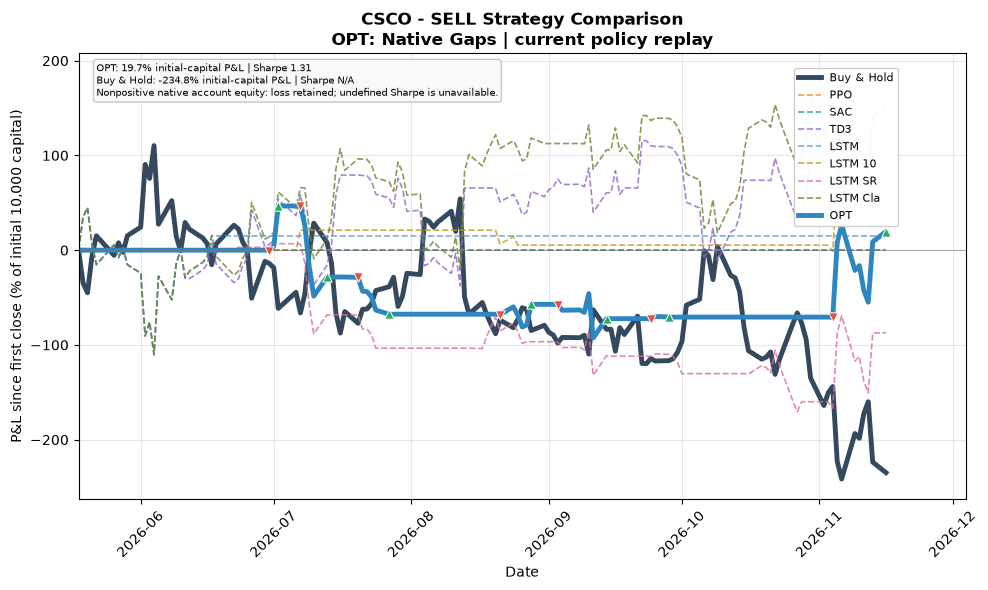 CSCO - SELL Strategy Comparison
OPT: Native Gaps | current policy replay
OPT: 19.7% initial-capital P&L | Sharpe 1.31
Buy & Hold: -234.8% initial-capital P&L | Sharpe N/A
Nonpositive native account equity: loss retained; undefined Sharpe is unavailable.
Buy & Hold
PPO
SAC
TD3
LSTM
LSTM 10
LSTM SR
LSTM Cla
OPT
P&L since first close (% of initial 10,000 capital)
200
100
0
−100
−200
2026-06
2026-07
2026-08
2026-09
2026-10
2026-11
2026-12
Date